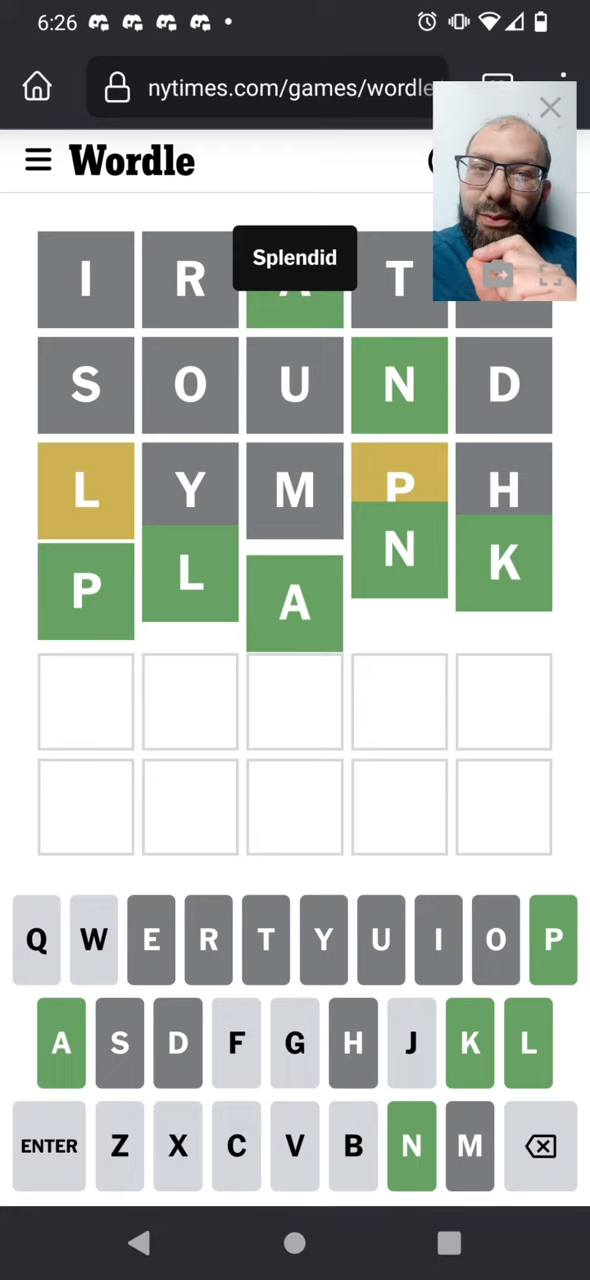 6:26
nytimes.com/games/wordle
Wordle
Splendid
I R A T
S O U N D
L Y M P H
P L A N K
Q W E R T Y U I O P
A S D F G H J K L
ENTER Z X C V B N M